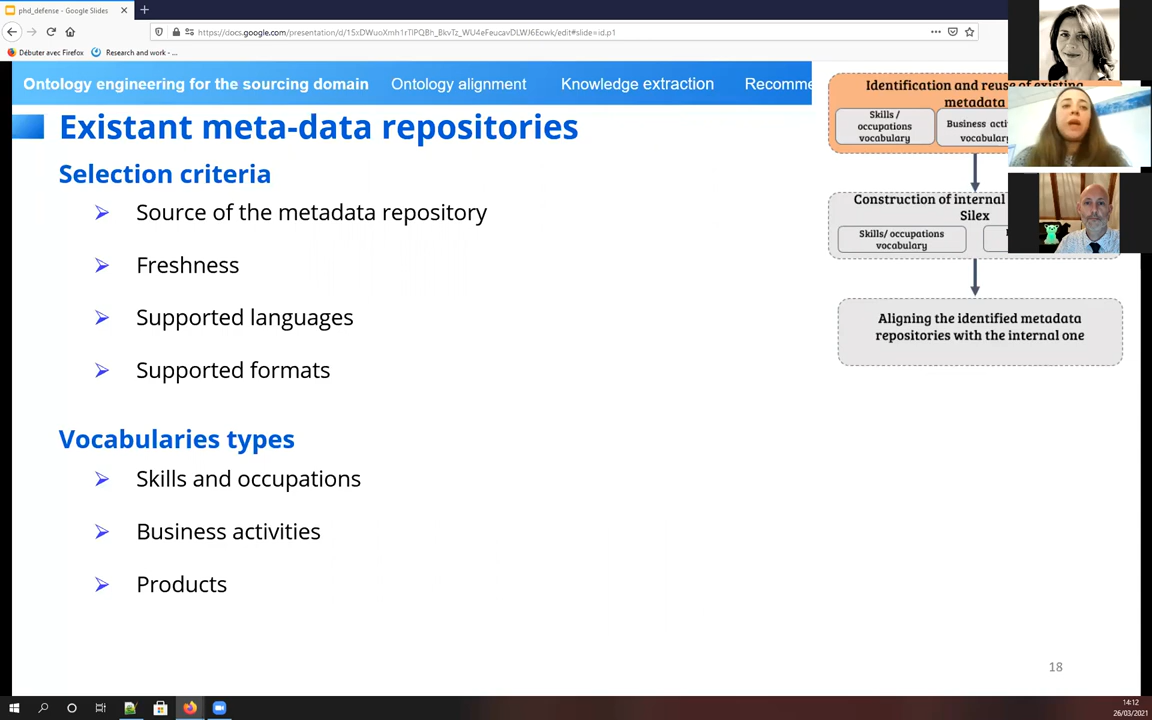 phd_defense - Google Slides
https://docs.google.com/presentation/d/15xDWuoXmh1rTlPQBh_BkvTz_WU4eFeucavDLWJ6Eowk/edit#slide=id.p1
Débuter avec Firefox
Research and work - ...
Ontology engineering for the sourcing domain
Ontology alignment
Knowledge extraction
Recomme
Existant meta-data repositories
Selection criteria
Source of the metadata repository
Freshness
Supported languages
Supported formats
Vocabularies types
Skills and occupations
Business activities
Products
Identification and reuse of existing
metadata
Skills /
occupations
vocabulary
Business acti
vocabulary
Construction of internal
Silex
Skills/ occupations
vocabulary
Aligning the identified metadata
repositories with the internal one
18
14:12
26/03/2021